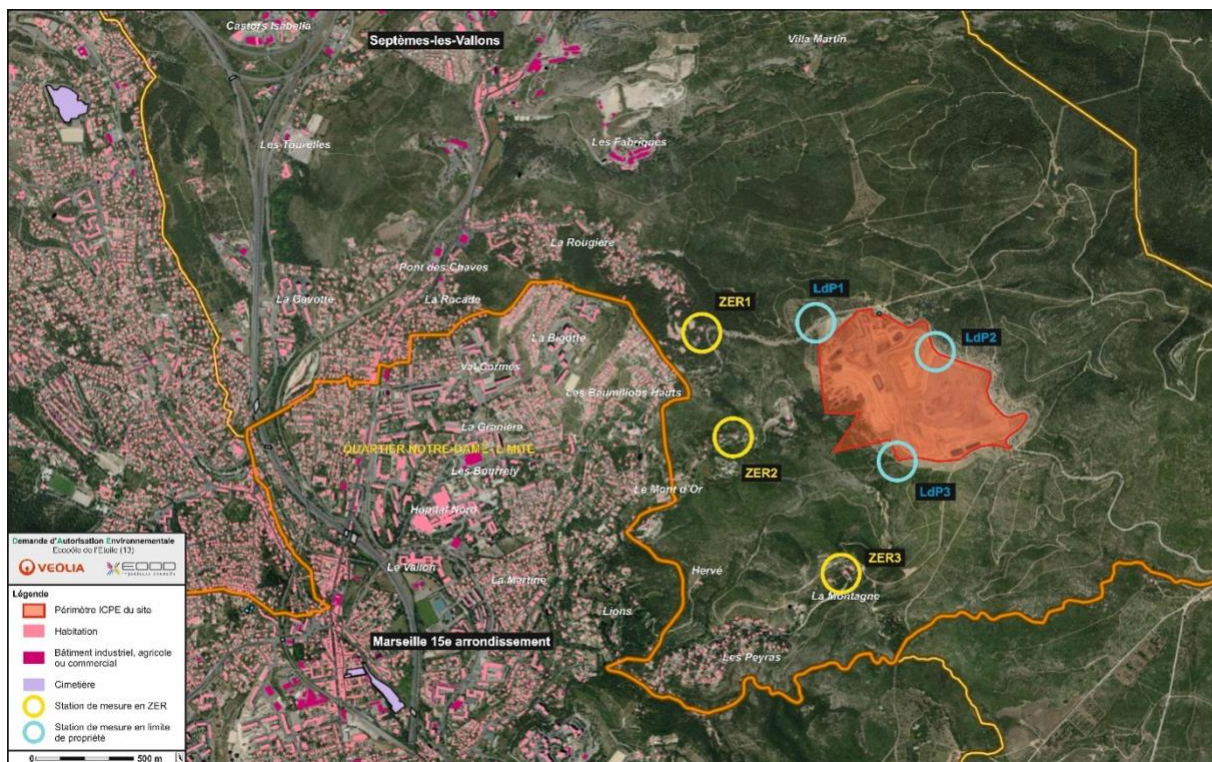 Castors Isabella
Septèmes-les-Vallons
Villa Martin
Les Tourelles
Les Fabriques
La Rougière
Pont des Chaves
La Gavotte
La Rocade
ZER1
LdP1
LdP2
La Bigotte
Val Cormes
Les Baumillons Hauts
La Granière
QUARTIER NOTRE-DAME-LIMITE
Les Bourrely
ZER2
Le Mont d'Or
LdP3
Hôpital Nord
Le Vallon
La Martine
Hervé
ZER3
La Montagne
Lions
Marseille 15e arrondissement
Les Peyras
Demande d'Autorisation Environnementale
Ecopôle de l'Etoile (13)
VEOLIA
EODD
Légende
Périmètre ICPE du site
Habitation
Bâtiment industriel, agricole
ou commercial
Cimetière
Station de mesure en ZER
Station de mesure en limite
de propriété
0 500 m